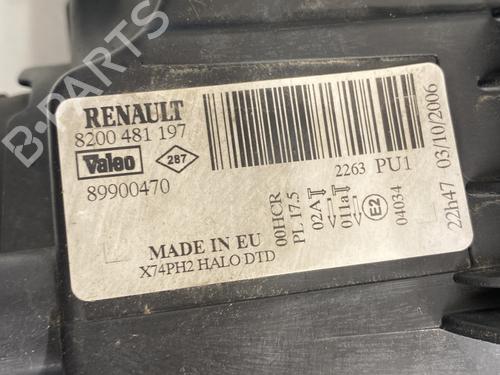 RENAULT
8200 481 197
Valeo
287
89900470
2263 PU1
00HCR
PL 17.5
02A
011a
E2
04034
22h47 03/10/2006
MADE IN EU
X74PH2 HALO DTD
B-PARTS